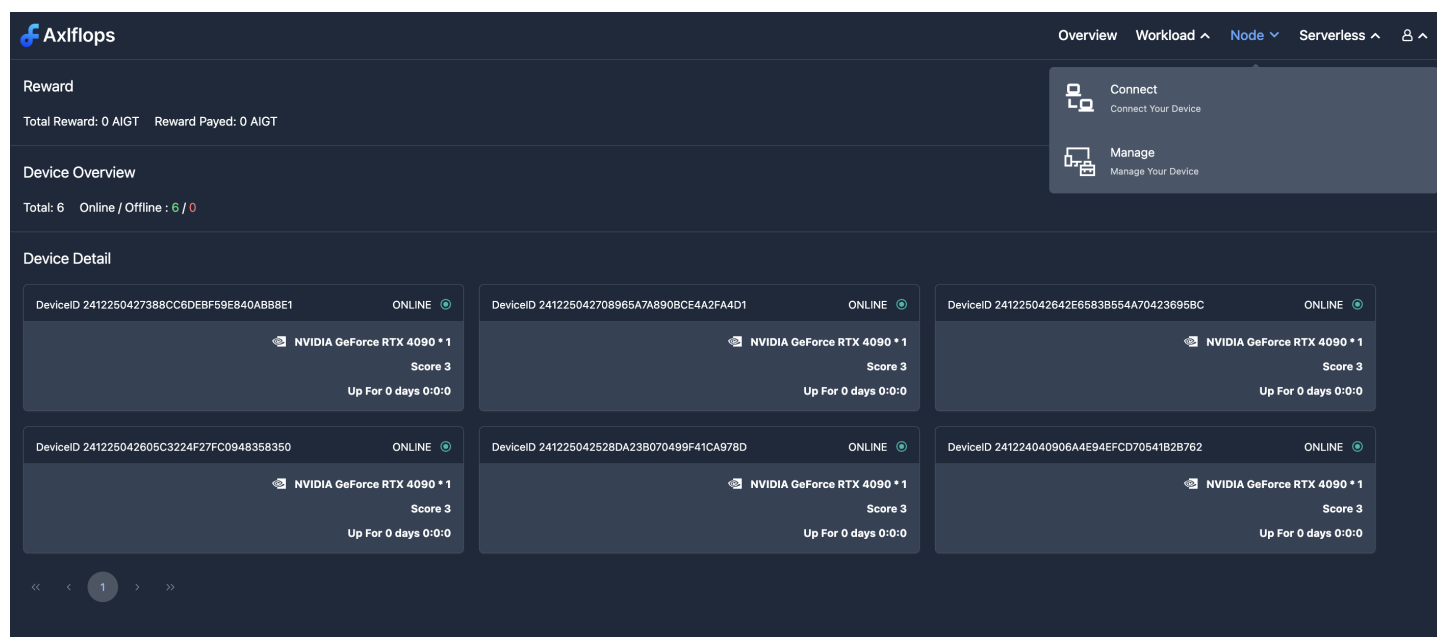 Axlflops
Overview Workload Node Serverless
Connect
Connect Your Device
Manage
Manage Your Device
Reward
Total Reward: 0 AIGT Reward Payed: 0 AIGT
Device Overview
Total: 6 Online / Offline : 6 / 0
Device Detail
DeviceID 2412250427388CC6DEBF59E840ABB8E1 ONLINE
NVIDIA GeForce RTX 4090 * 1
Score 3
Up For 0 days 0:0:0
DeviceID 241225042708965A7A890BCE4A2FA4D1 ONLINE
NVIDIA GeForce RTX 4090 * 1
Score 3
Up For 0 days 0:0:0
DeviceID 241225042642E6583B554A70423695BC ONLINE
NVIDIA GeForce RTX 4090 * 1
Score 3
Up For 0 days 0:0:0
DeviceID 241225042605C3224F27FC0948358350 ONLINE
NVIDIA GeForce RTX 4090 * 1
Score 3
Up For 0 days 0:0:0
DeviceID 241225042528DA23B070499F41CA978D ONLINE
NVIDIA GeForce RTX 4090 * 1
Score 3
Up For 0 days 0:0:0
DeviceID 241224040906A4E94EFCD70541B2B762 ONLINE
NVIDIA GeForce RTX 4090 * 1
Score 3
Up For 0 days 0:0:0
« ‹ 1 › »